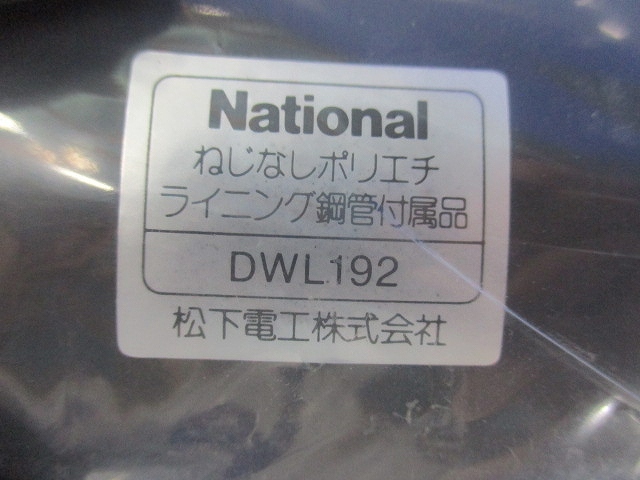 National
ねじなしポリエチ
ライニング鋼管付属品
DWL192
松下電工株式会社